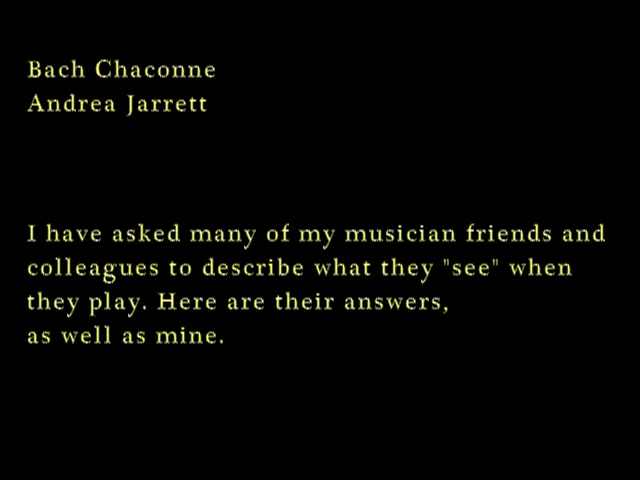 Bach Chaconne
Andrea Jarrett
I have asked many of my musician friends and
colleagues to describe what they "see" when
they play. Here are their answers,
as well as mine.